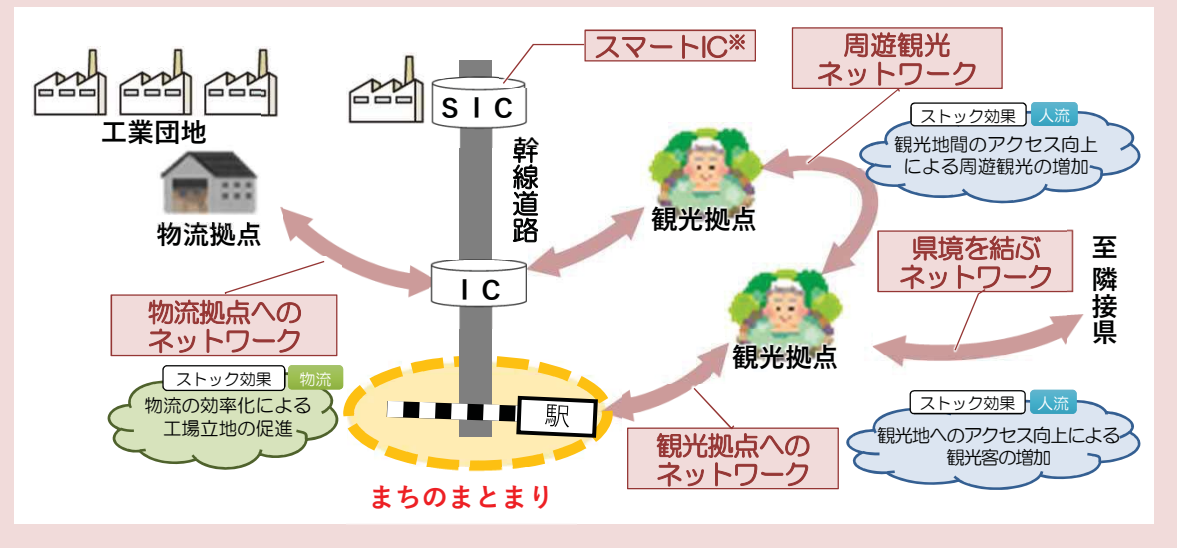 スマートIC※
周遊観光
ネットワーク
SIC
ストック効果
人流
観光地間のアクセス向上
による周遊観光の増加
工業団地
幹線道路
物流拠点
観光拠点
県境を結ぶ
ネットワーク
至隣接県
IC
物流拠点への
ネットワーク
観光拠点
ストック効果
物流
物流の効率化による
工場立地の促進
駅
観光拠点への
ネットワーク
ストック効果
人流
観光地へのアクセス向上による
観光客の増加
まちのまとまり